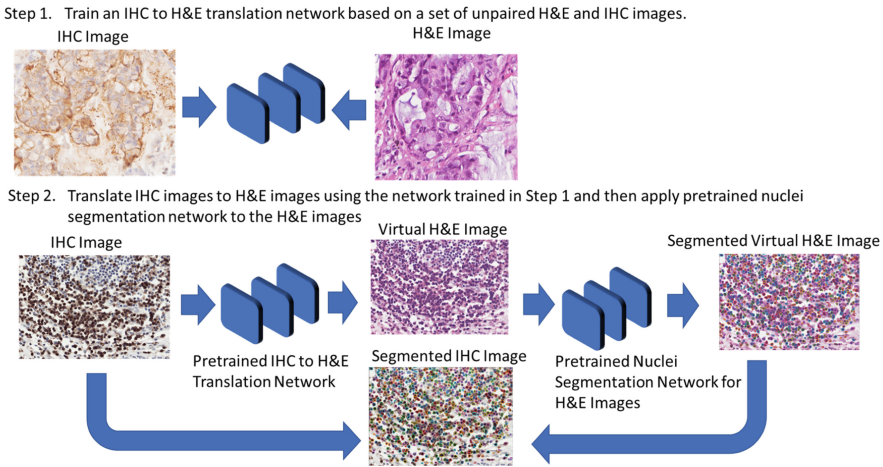 Step 1. Train an IHC to H&E translation network based on a set of unpaired H&E and IHC images.
IHC Image
H&E Image
Step 2. Translate IHC images to H&E images using the network trained in Step 1 and then apply pretrained nuclei
segmentation network to the H&E images
IHC Image
Virtual H&E Image
Segmented Virtual H&E Image
Pretrained IHC to H&E
Translation Network
Segmented IHC Image
Pretrained Nuclei
Segmentation Network for
H&E Images